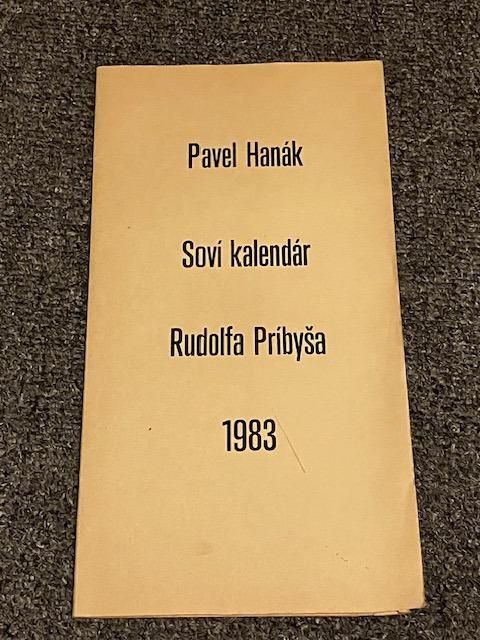 Pavel Hanák
Soví kalendár
Rudolfa Príbyša
1983